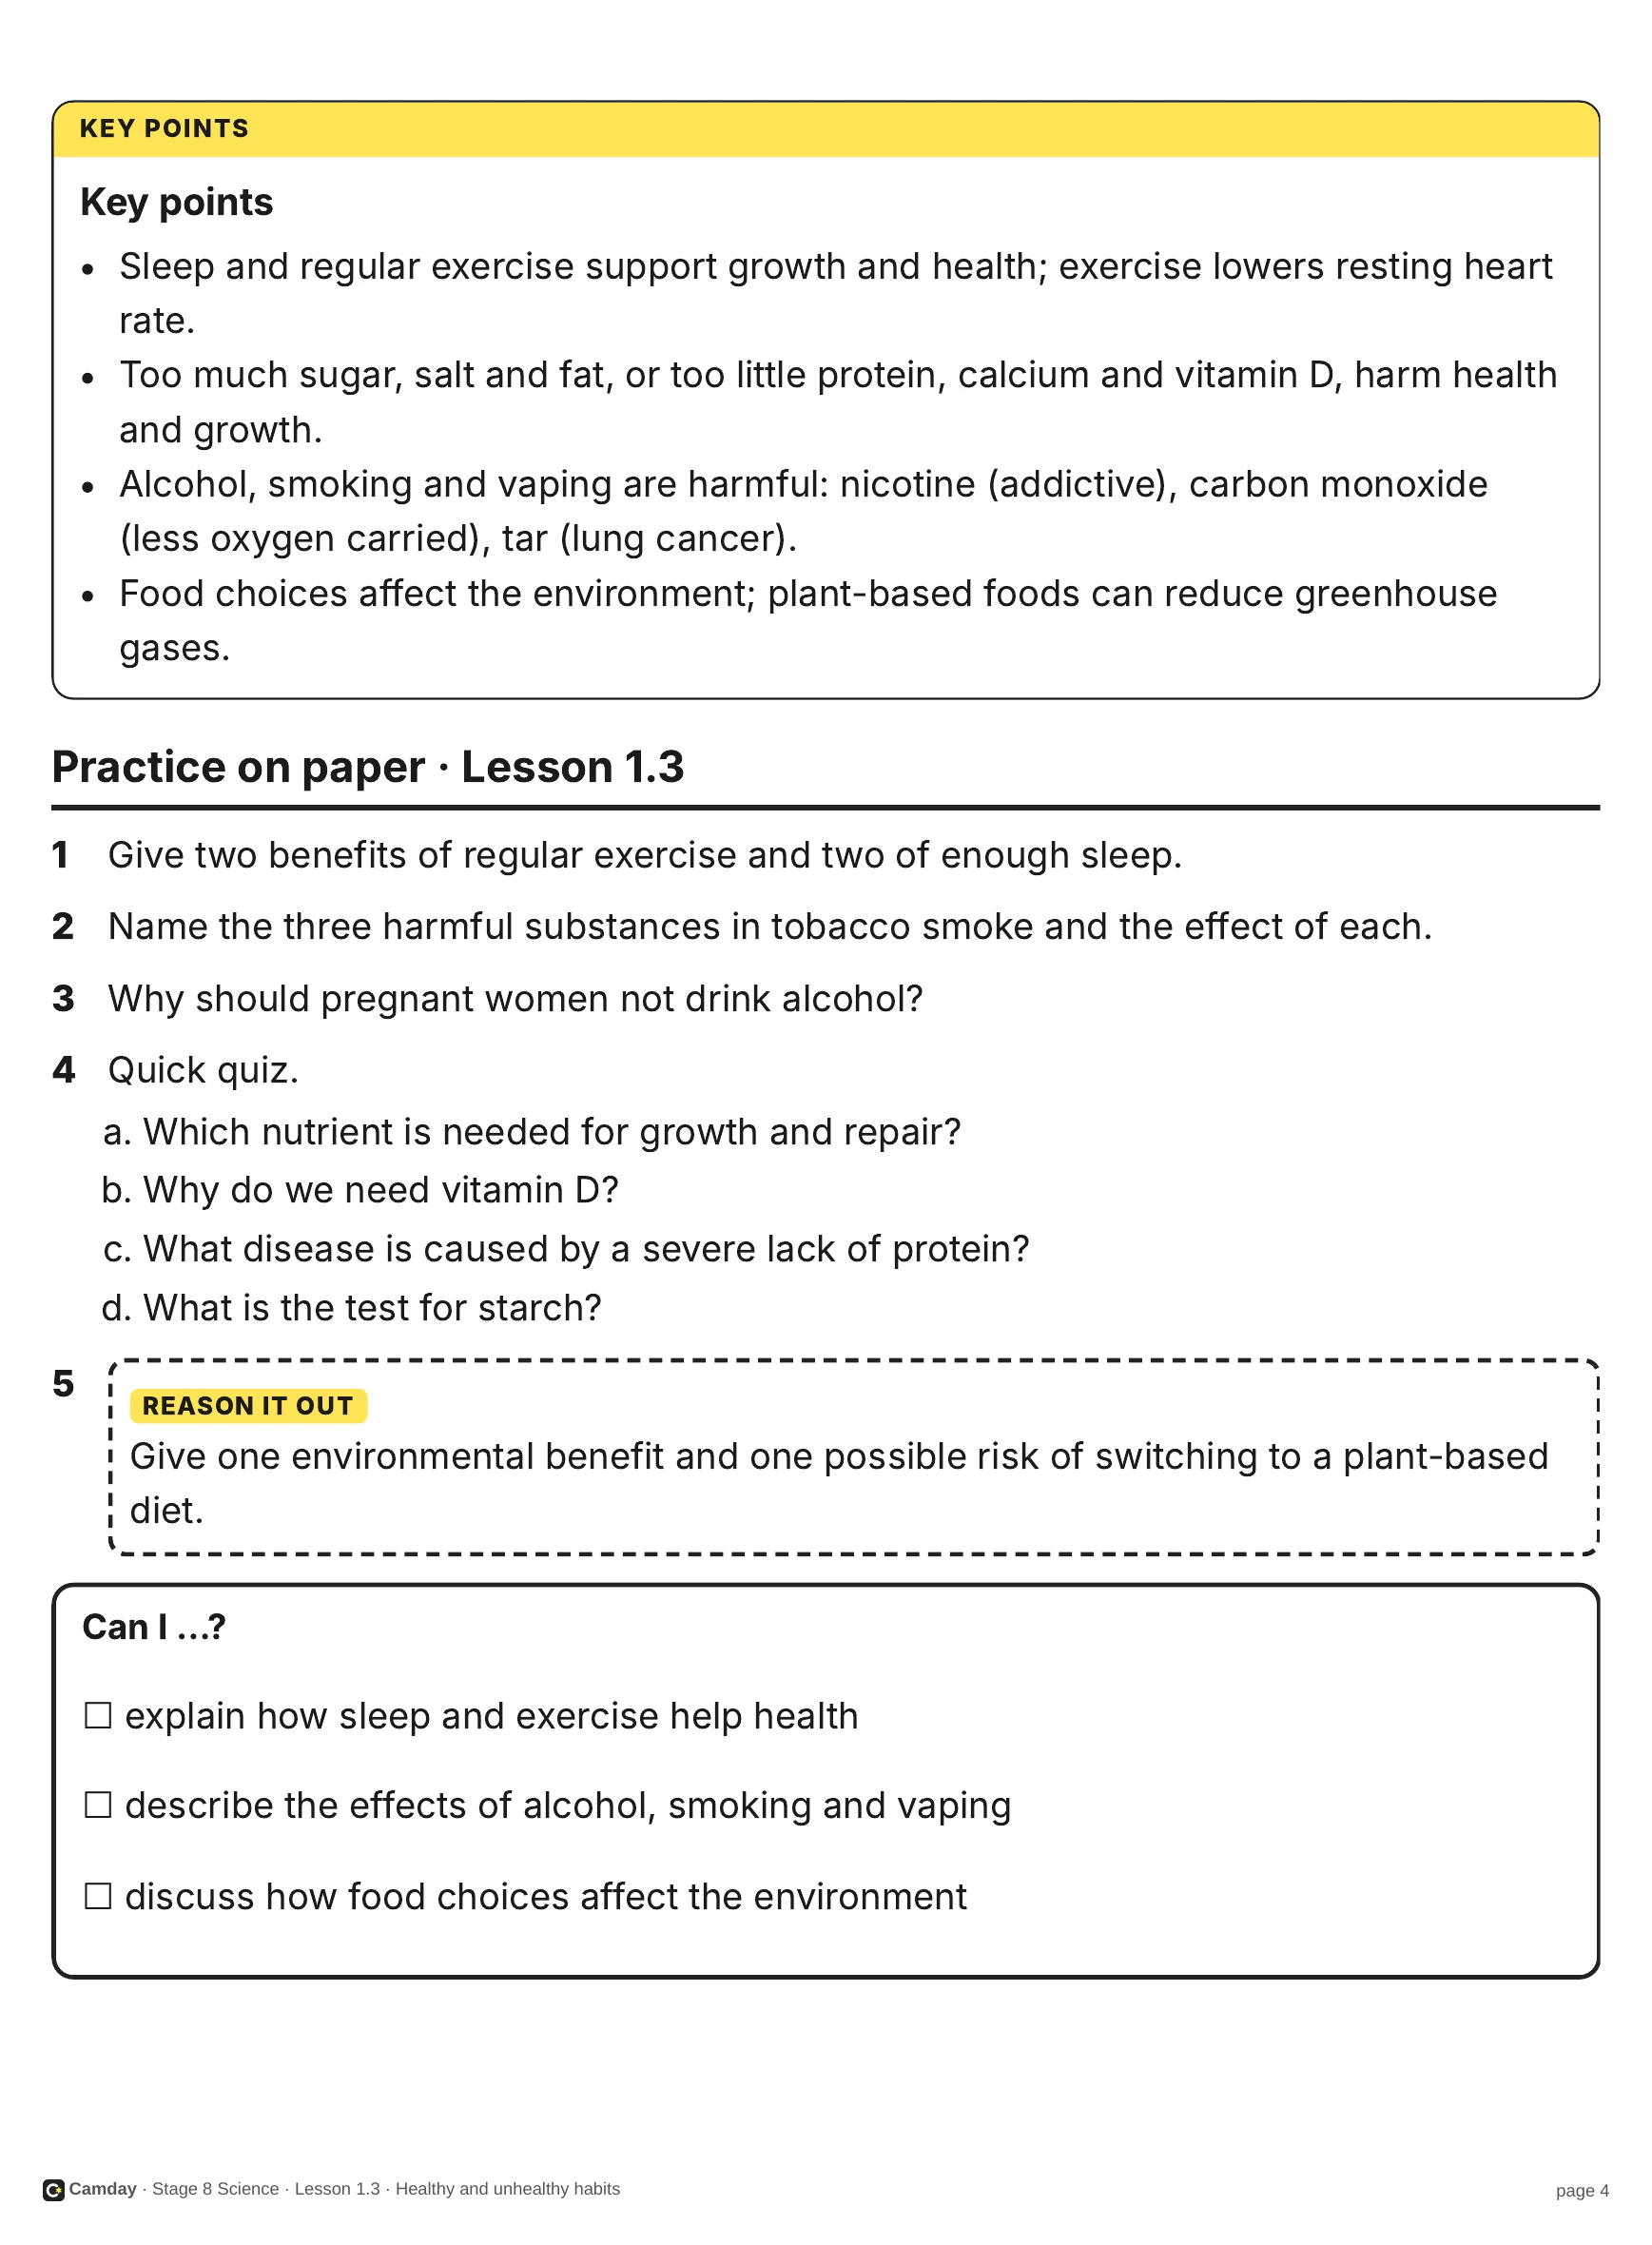 KEY POINTS
Key points
• Sleep and regular exercise support growth and health; exercise lowers resting heart
rate.
• Too much sugar, salt and fat, or too little protein, calcium and vitamin D, harm health
and growth.
• Alcohol, smoking and vaping are harmful: nicotine (addictive), carbon monoxide
(less oxygen carried), tar (lung cancer).
• Food choices affect the environment; plant-based foods can reduce greenhouse
gases.
Practice on paper · Lesson 1.3
1 Give two benefits of regular exercise and two of enough sleep.
2 Name the three harmful substances in tobacco smoke and the effect of each.
3 Why should pregnant women not drink alcohol?
4 Quick quiz.
a. Which nutrient is needed for growth and repair?
b. Why do we need vitamin D?
c. What disease is caused by a severe lack of protein?
d. What is the test for starch?
5 REASON IT OUT
Give one environmental benefit and one possible risk of switching to a plant-based
diet.
Can I ...?
☐ explain how sleep and exercise help health
☐ describe the effects of alcohol, smoking and vaping
☐ discuss how food choices affect the environment
Camday · Stage 8 Science · Lesson 1.3 · Healthy and unhealthy habits
page 4